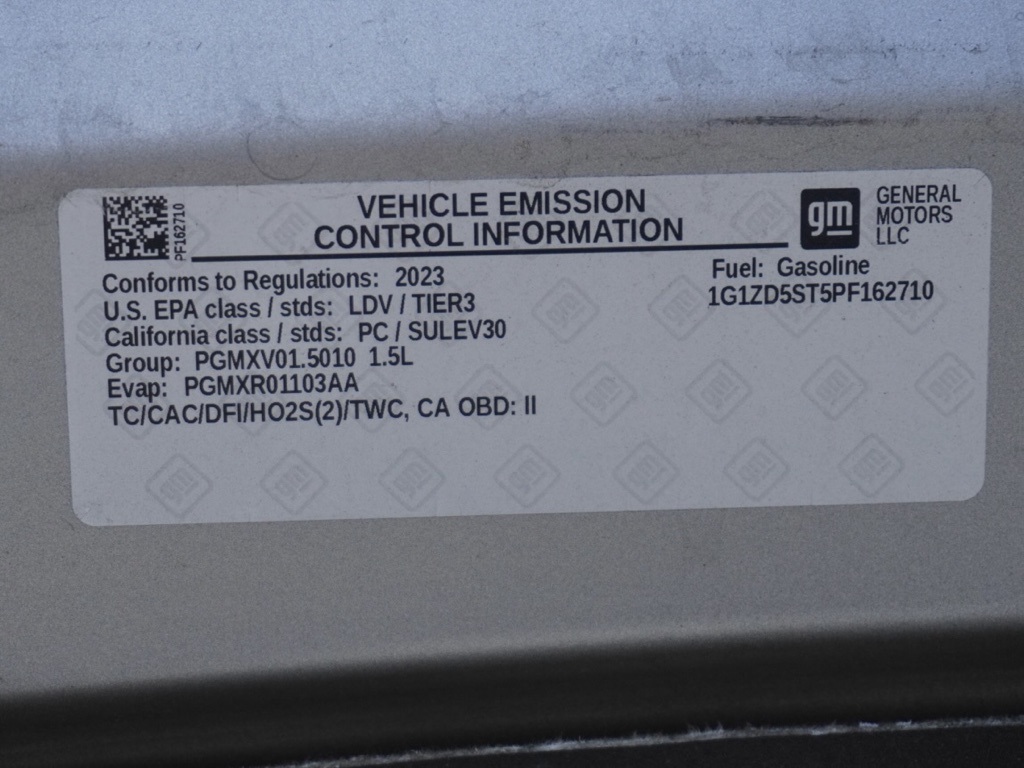 PF162710
VEHICLE EMISSION
CONTROL INFORMATION
gm
GENERAL
MOTORS
LLC
Conforms to Regulations: 2023
U.S. EPA class / stds: LDV / TIER3
California class / stds: PC / SULEV30
Group: PGMXV01.5010 1.5L
Evap: PGMXR01103AA
TC/CAC/DFI/HO2S(2)/TWC, CA OBD: II
Fuel: Gasoline
1G1ZD5ST5PF162710